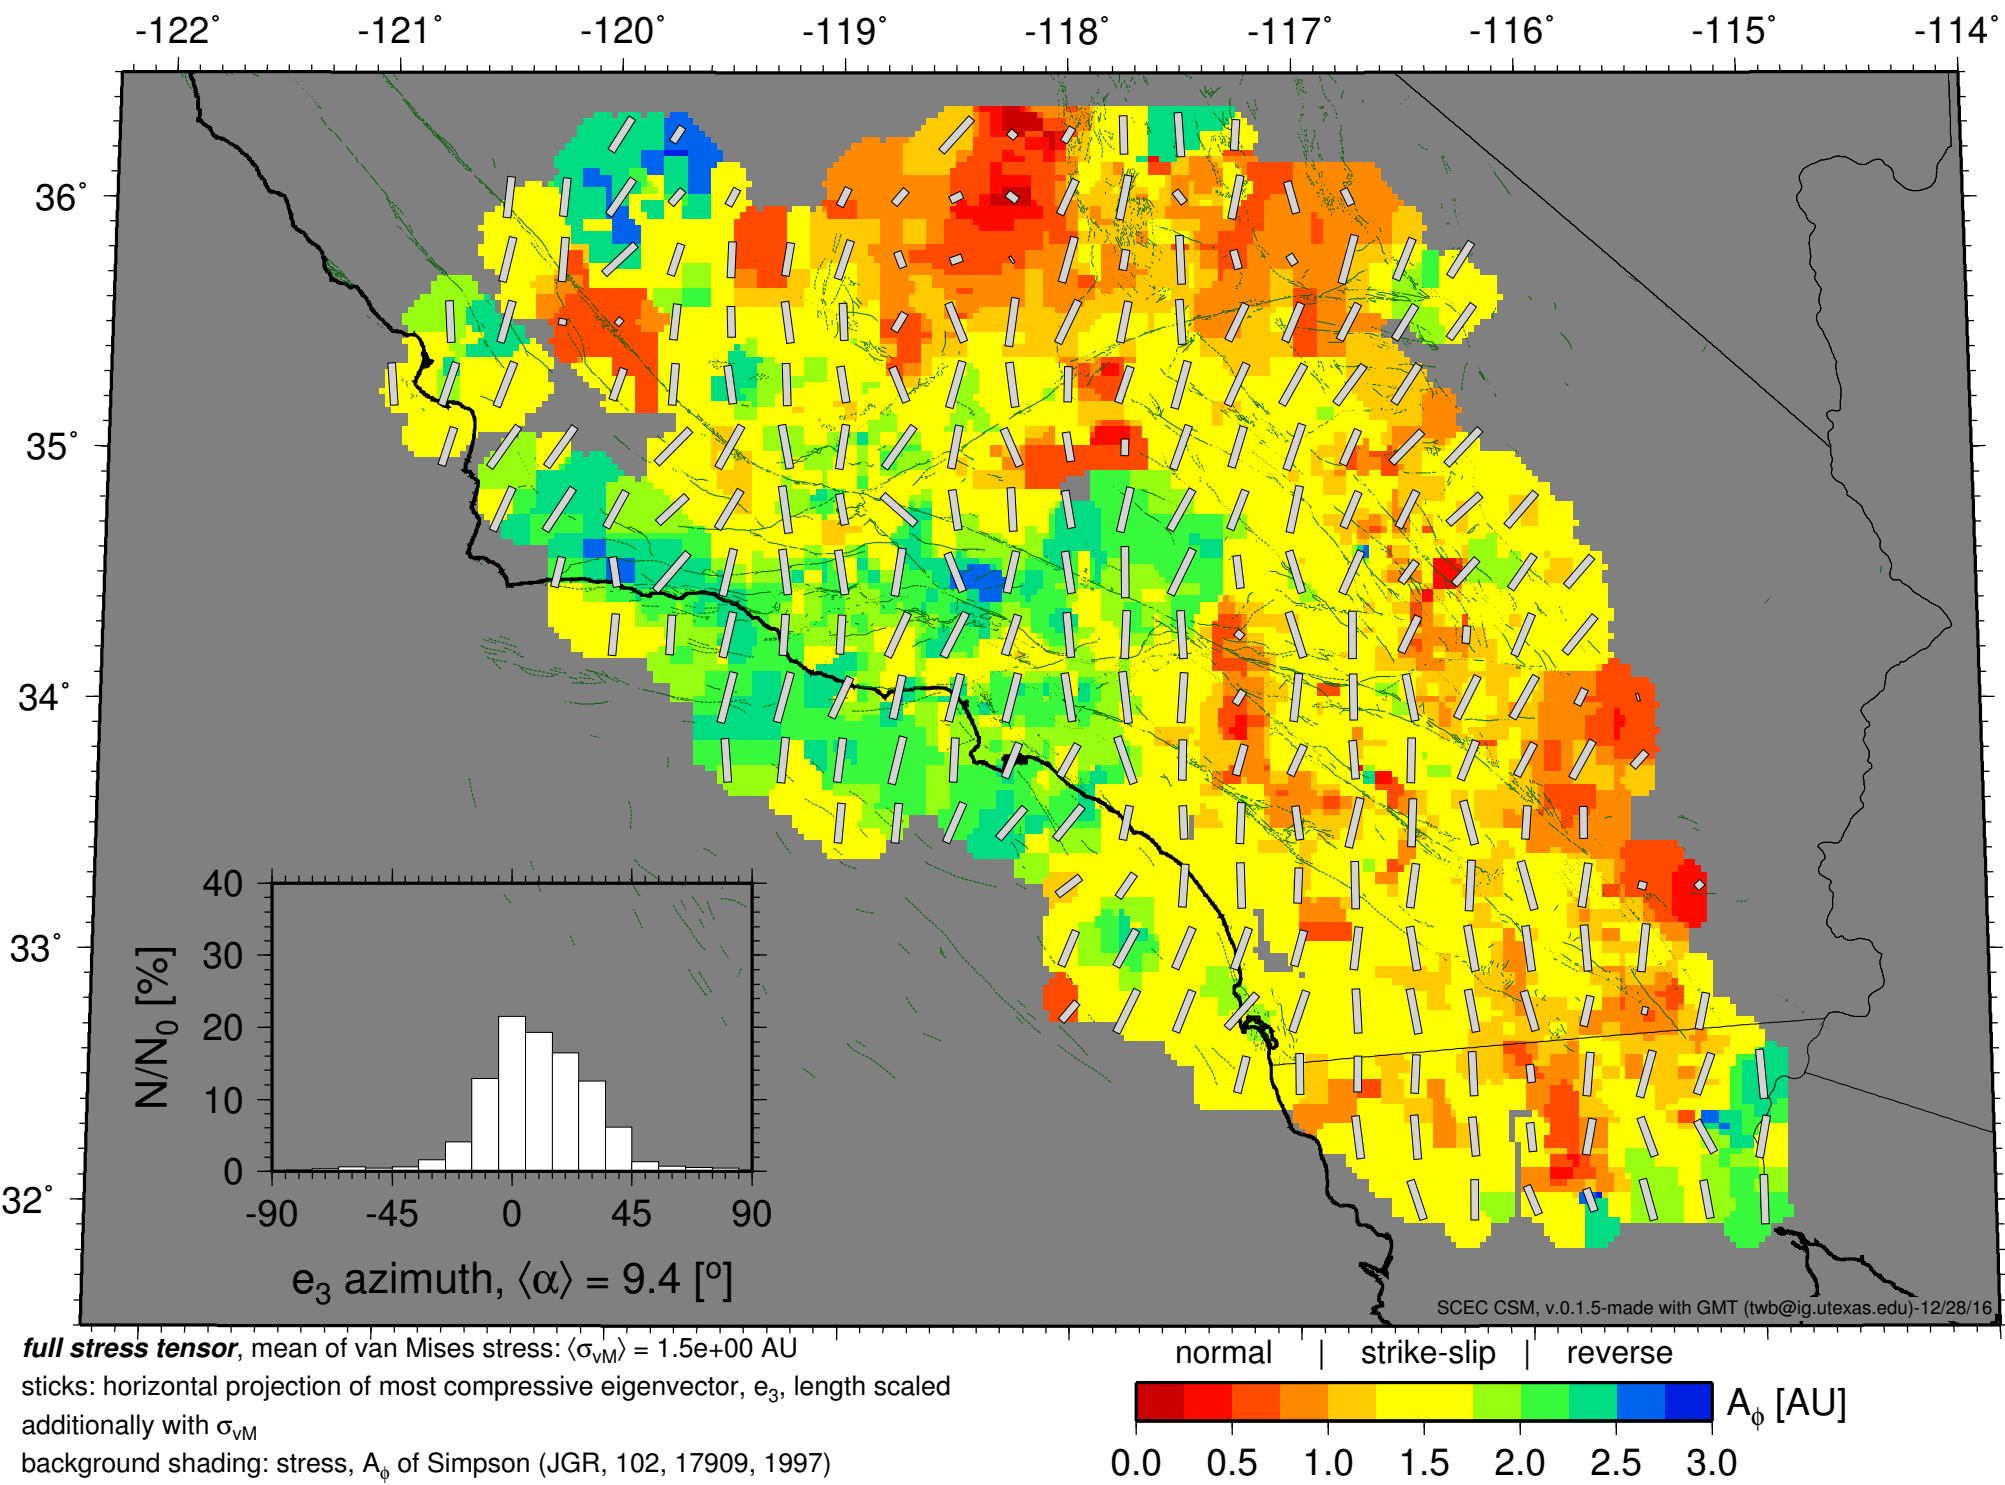 -122° -121° -120° -119° -118° -117° -116° -115° -114°
36°
35°
34°
33°
32°
40
30
20
10
0
N/N0 [%]
-90 -45 0 45 90
e3 azimuth, ⟨α⟩ = 9.4 [º]
SCEC CSM, v.0.1.5-made with GMT (twb@ig.utexas.edu)-12/28/16
full stress tensor, mean of van Mises stress: ⟨σvM⟩ = 1.5e+00 AU
sticks: horizontal projection of most compressive eigenvector, e3, length scaled
additionally with σvM
background shading: stress, Aϕ of Simpson (JGR, 102, 17909, 1997)
normal | strike-slip | reverse
Aϕ [AU]
0.0 0.5 1.0 1.5 2.0 2.5 3.0